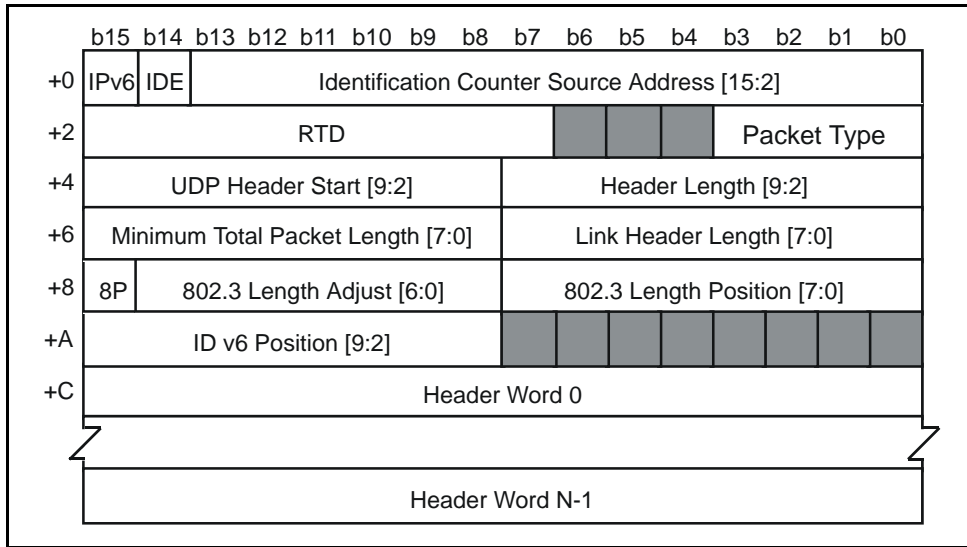 b15 b14 b13 b12 b11 b10 b9 b8 b7 b6 b5 b4 b3 b2 b1 b0
+0 IPv6 IDE Identification Counter Source Address [15:2]
+2 RTD Packet Type
+4 UDP Header Start [9:2] Header Length [9:2]
+6 Minimum Total Packet Length [7:0] Link Header Length [7:0]
+8 8P 802.3 Length Adjust [6:0] 802.3 Length Position [7:0]
+A ID v6 Position [9:2]
+C Header Word 0
Header Word N-1